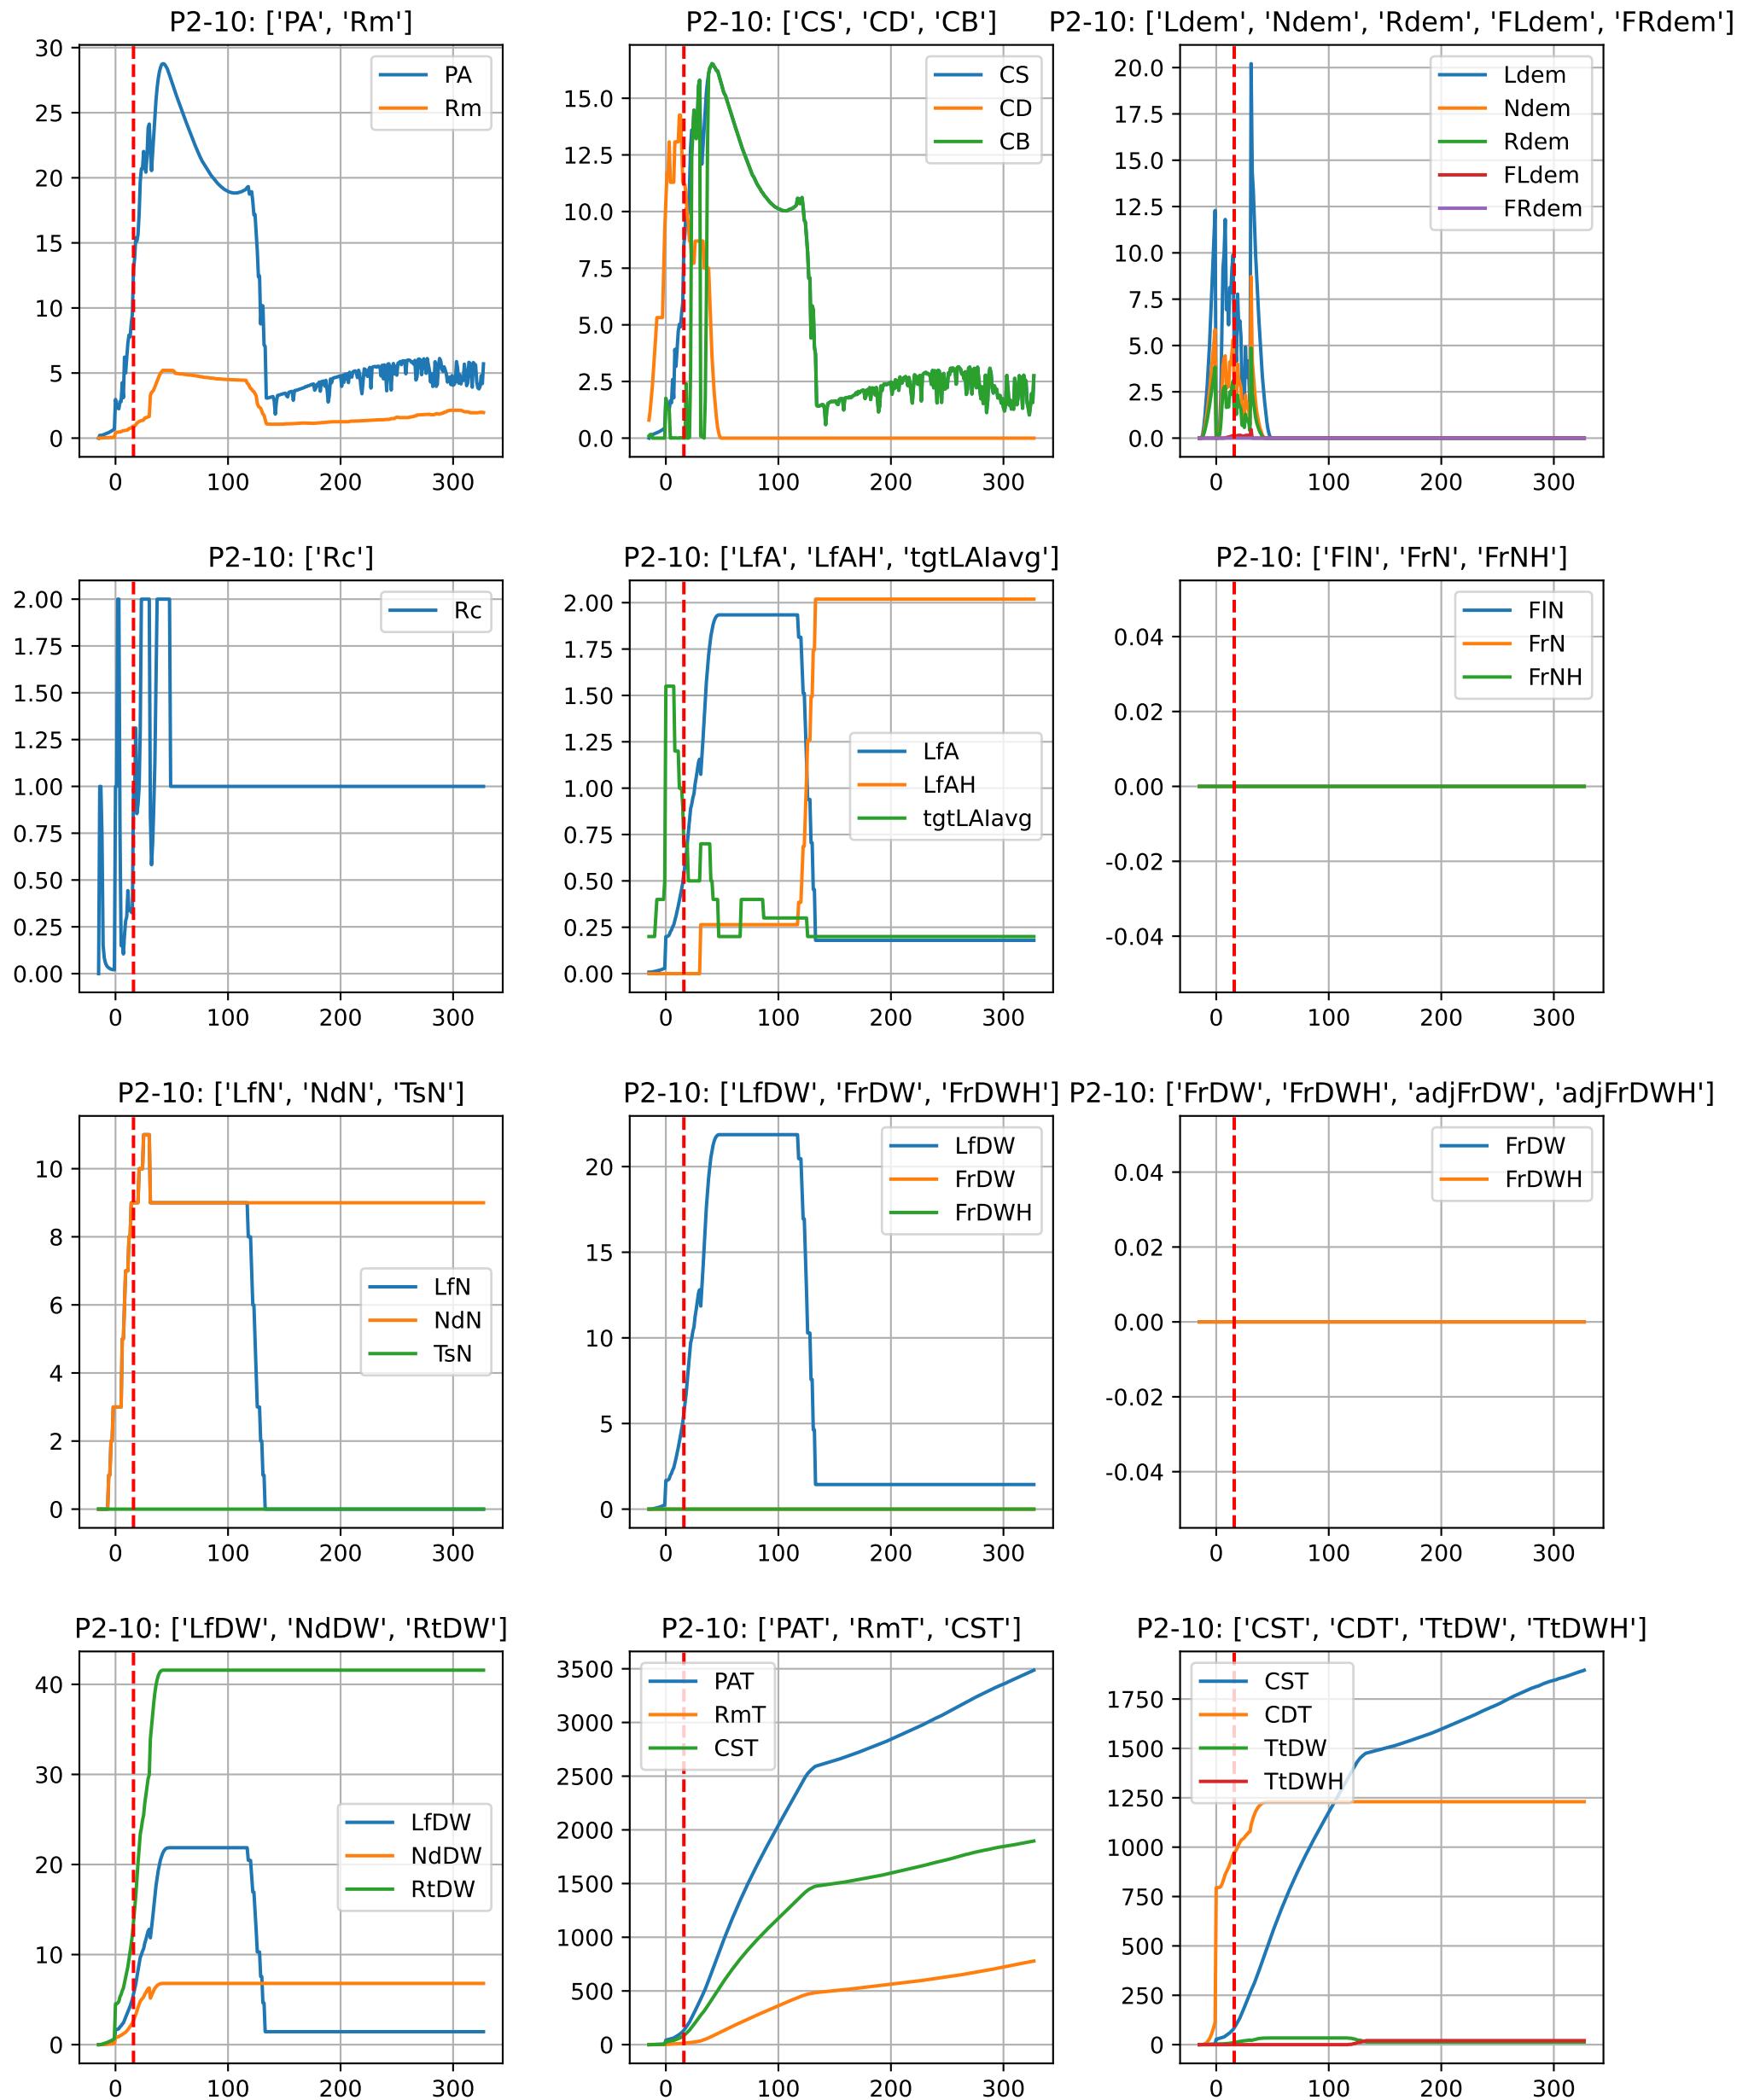 P2-10: ['PA', 'Rm']
30
25
20
15
10
5
0
0 100 200 300
PA
Rm
P2-10: ['CS', 'CD', 'CB']
15.0
12.5
10.0
7.5
5.0
2.5
0.0
0 100 200 300
CS
CD
CB
P2-10: ['Ldem', 'Ndem', 'Rdem', 'FLdem', 'FRdem']
20.0
17.5
15.0
12.5
10.0
7.5
5.0
2.5
0.0
0 100 200 300
Ldem
Ndem
Rdem
FLdem
FRdem
P2-10: ['Rc']
2.00
1.75
1.50
1.25
1.00
0.75
0.50
0.25
0.00
0 100 200 300
Rc
P2-10: ['LfA', 'LfAH', 'tgtLAIavg']
2.00
1.75
1.50
1.25
1.00
0.75
0.50
0.25
0.00
0 100 200 300
LfA
LfAH
tgtLAIavg
P2-10: ['FlN', 'FrN', 'FrNH']
0.04
0.02
0.00
-0.02
-0.04
0 100 200 300
FlN
FrN
FrNH
P2-10: ['LfN', 'NdN', 'TsN']
10
8
6
4
2
0
0 100 200 300
LfN
NdN
TsN
P2-10: ['LfDW', 'FrDW', 'FrDWH']
20
15
10
5
0
0 100 200 300
LfDW
FrDW
FrDWH
P2-10: ['FrDW', 'FrDWH', 'adjFrDW', 'adjFrDWH']
0.04
0.02
0.00
-0.02
-0.04
0 100 200 300
FrDW
FrDWH
P2-10: ['LfDW', 'NdDW', 'RtDW']
40
30
20
10
0
0 100 200 300
LfDW
NdDW
RtDW
P2-10: ['PAT', 'RmT', 'CST']
3500
3000
2500
2000
1500
1000
500
0
0 100 200 300
PAT
RmT
CST
P2-10: ['CST', 'CDT', 'TtDW', 'TtDWH']
1750
1500
1250
1000
750
500
250
0
0 100 200 300
CST
CDT
TtDW
TtDWH